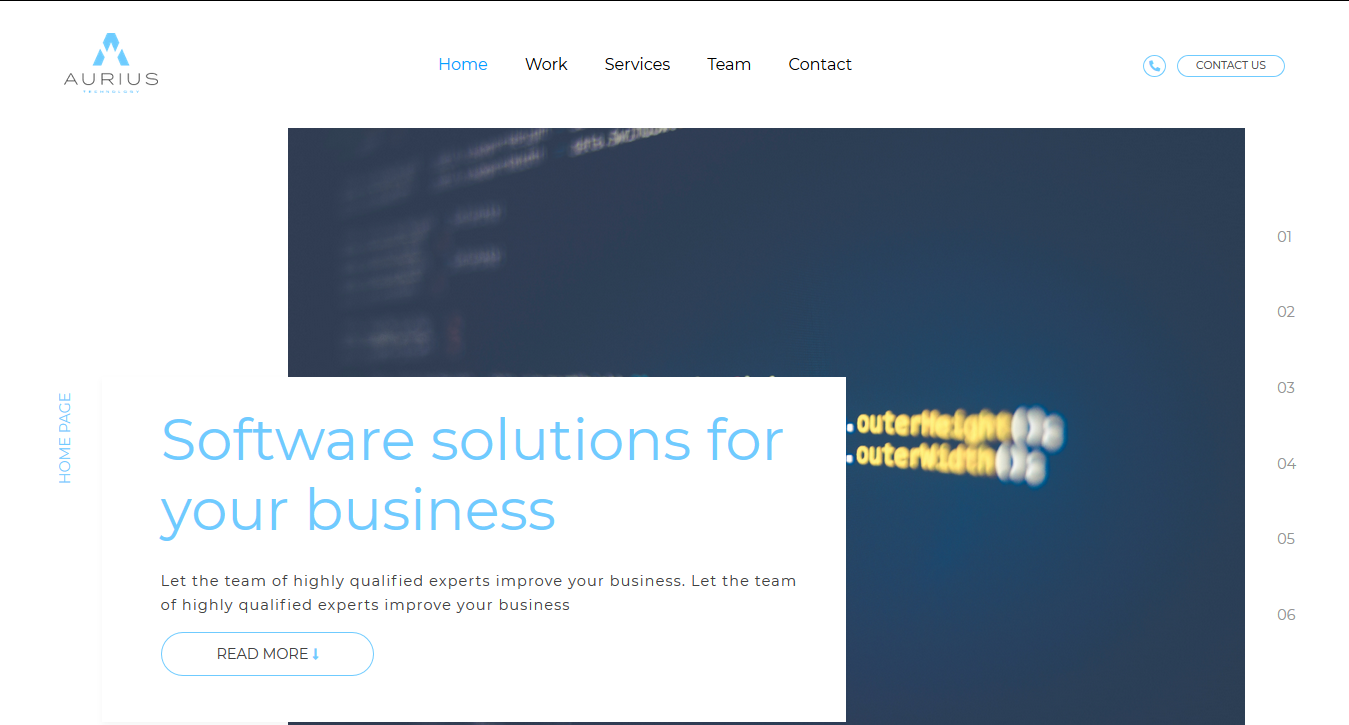 AURIUS
TECHNOLOGY
Home Work Services Team Contact
CONTACT US
01
02
03
04
05
06
.outerHeight()s
.outerWidth()s
HOME PAGE
Software solutions for
your business
Let the team of highly qualified experts improve your business. Let the team
of highly qualified experts improve your business
READ MORE